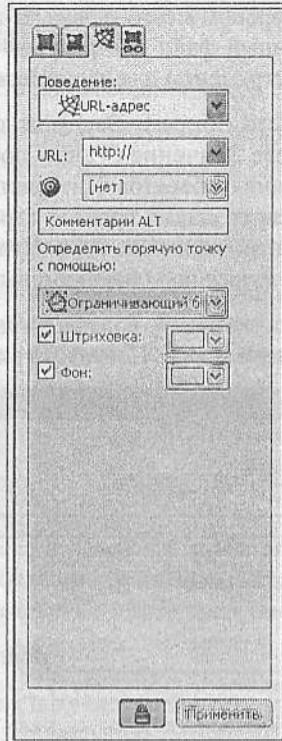 Поведение:
URL-адрес
URL: http://
[нет]
Комментарии ALT
Определить горячую точку
с помощью:
Ограничивающий б
Штриховка:
Фон:
Применить